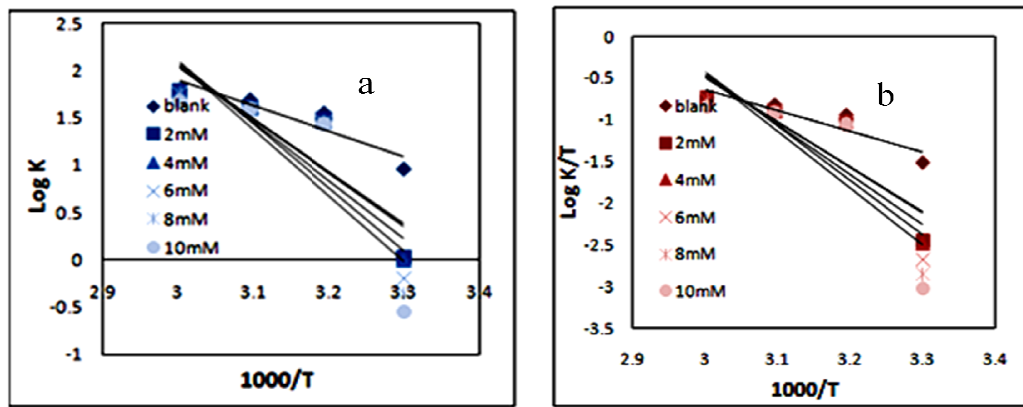 2.5
2
1.5
1
0.5
0
-0.5
-1
Log K
a
blank
2mM
4mM
6mM
8mM
10mM
2.9 3 3.1 3.2 3.3 3.4
1000/T
0
-0.5
-1
-1.5
-2
-2.5
-3
-3.5
Log K/T
b
blank
2mM
4mM
6mM
8mM
10mM
2.9 3 3.1 3.2 3.3 3.4
1000/T